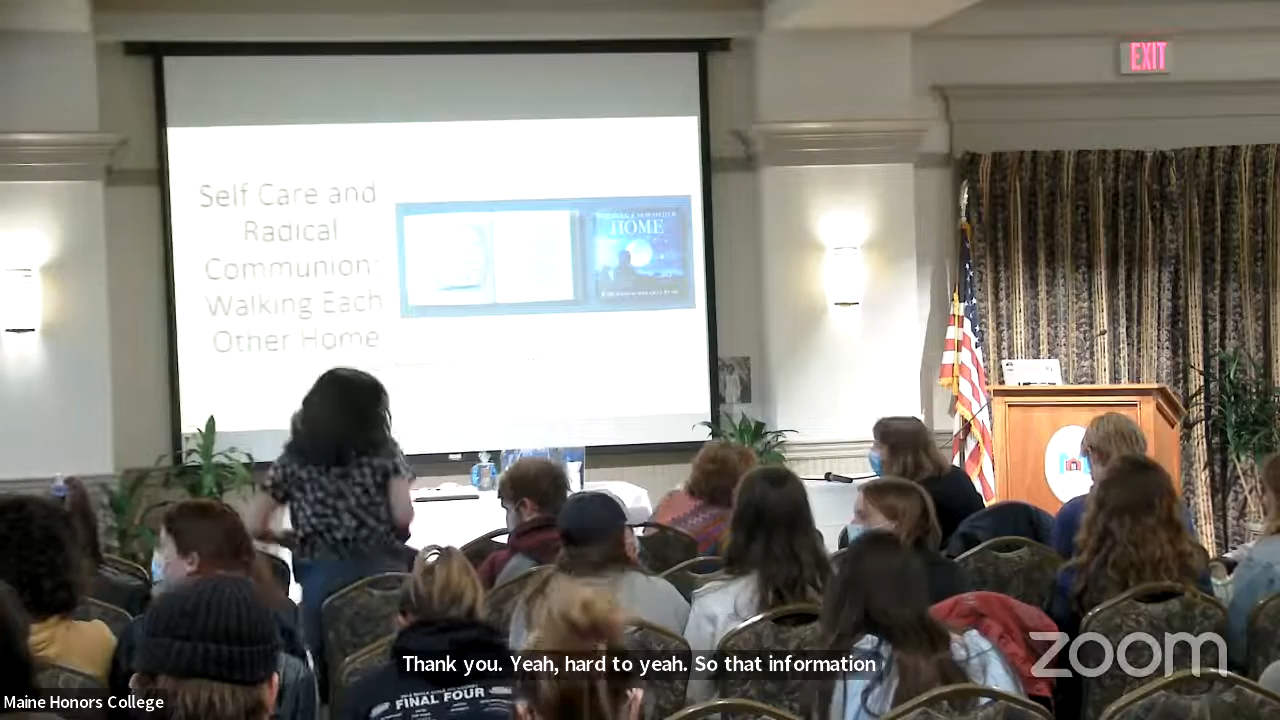 EXIT
Self Care and
Radical
Communion:
Walking Each
Other Home
HOME
Thank you. Yeah, hard to yeah. So that information
zoom
Maine Honors College
FINAL FOUR